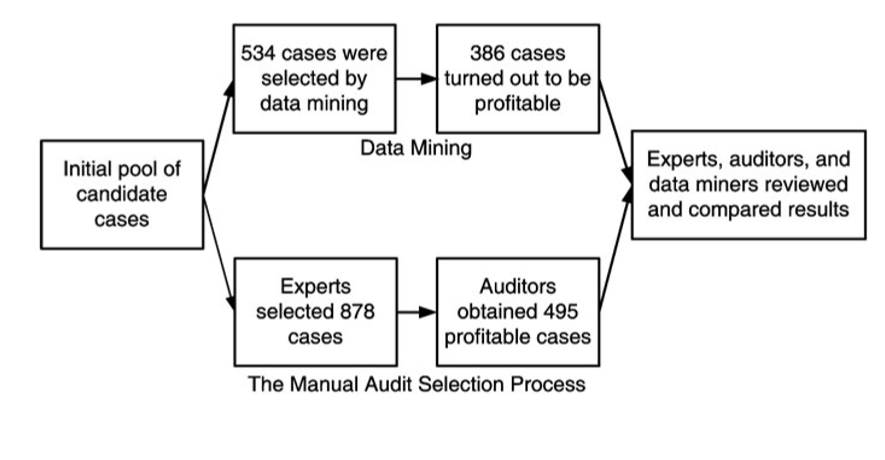 Initial pool of
candidate
cases
534 cases were
selected by
data mining
386 cases
turned out to be
profitable
Data Mining
Experts
selected 878
cases
Auditors
obtained 495
profitable cases
The Manual Audit Selection Process
Experts, auditors, and
data miners reviewed
and compared results